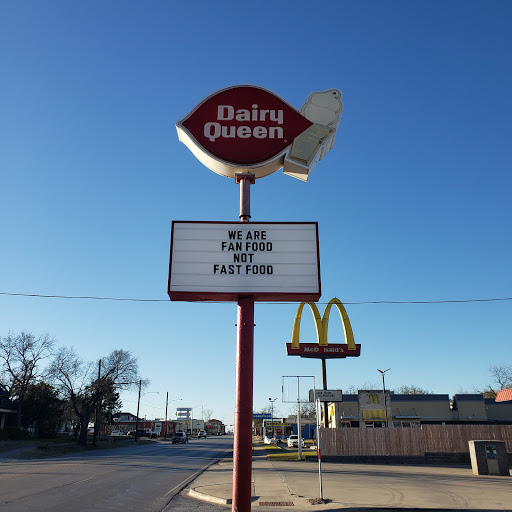 Dairy
Queen
WE ARE
FAN FOOD
NOT
FAST FOOD
McDonald's